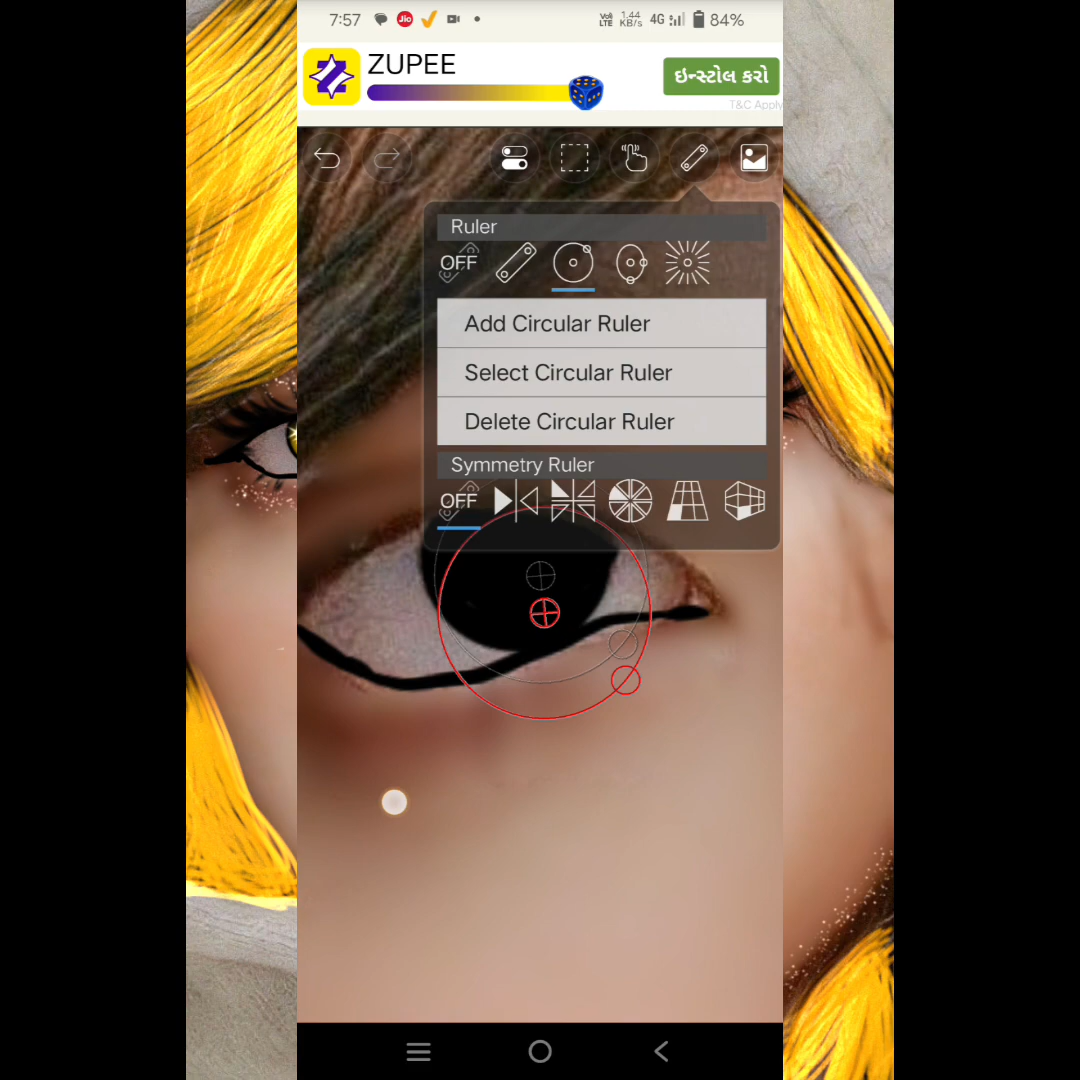 7:57
Jio
Vo))
LTE
1.44
KB/s
4G
84%
ZUPEE
ઇન્સ્ટોલ કરો
T&C Apply
Ruler
OFF
Add Circular Ruler
Select Circular Ruler
Delete Circular Ruler
Symmetry Ruler
OFF